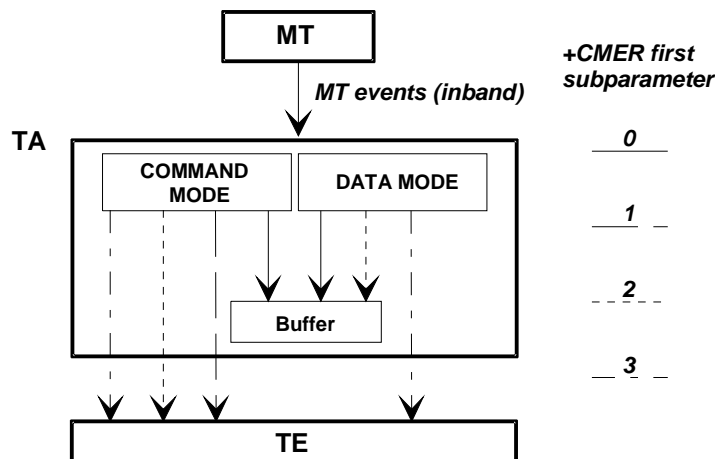 MT
+CMER first
subparameter
MT events (inband)
TA
0
COMMAND
MODE
DATA MODE
1
2
Buffer
3
TE